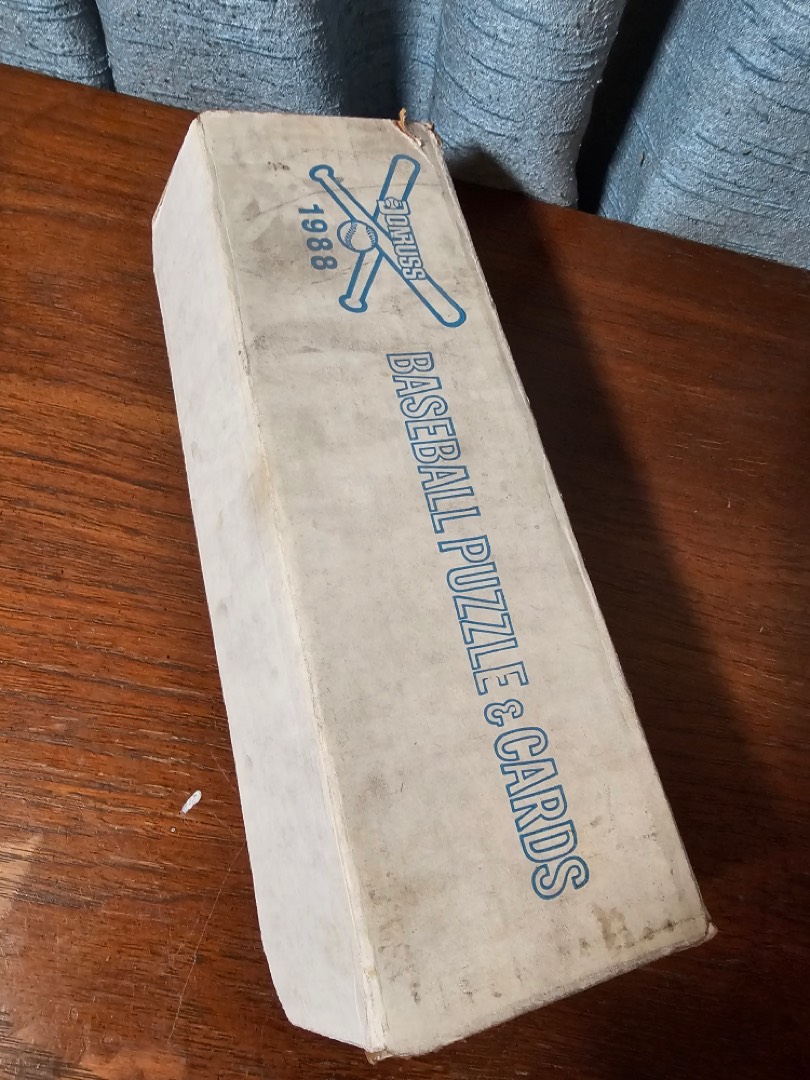 DONRUSS
1988
BASEBALL PUZZLE & CARDS